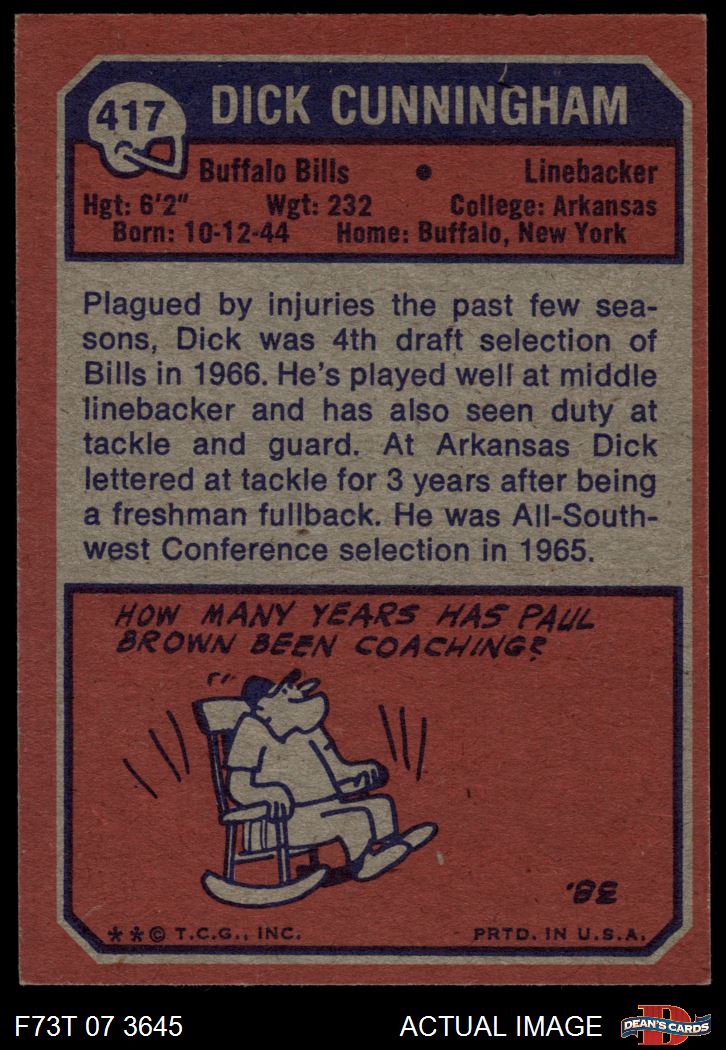 417
DICK CUNNINGHAM
Buffalo Bills • Linebacker
Hgt: 6'2" Wgt: 232 College: Arkansas
Born: 10-12-44 Home: Buffalo, New York
Plagued by injuries the past few sea-
sons, Dick was 4th draft selection of
Bills in 1966. He's played well at middle
linebacker and has also seen duty at
tackle and guard. At Arkansas Dick
lettered at tackle for 3 years after being
a freshman fullback. He was All-South-
west Conference selection in 1965.
HOW MANY YEARS HAS PAUL
BROWN BEEN COACHING?
38.
**© T.C.G., INC. PRTD. IN U.S.A.
F73T 07 3645 ACTUAL IMAGE
D
DEAN'S CARDS